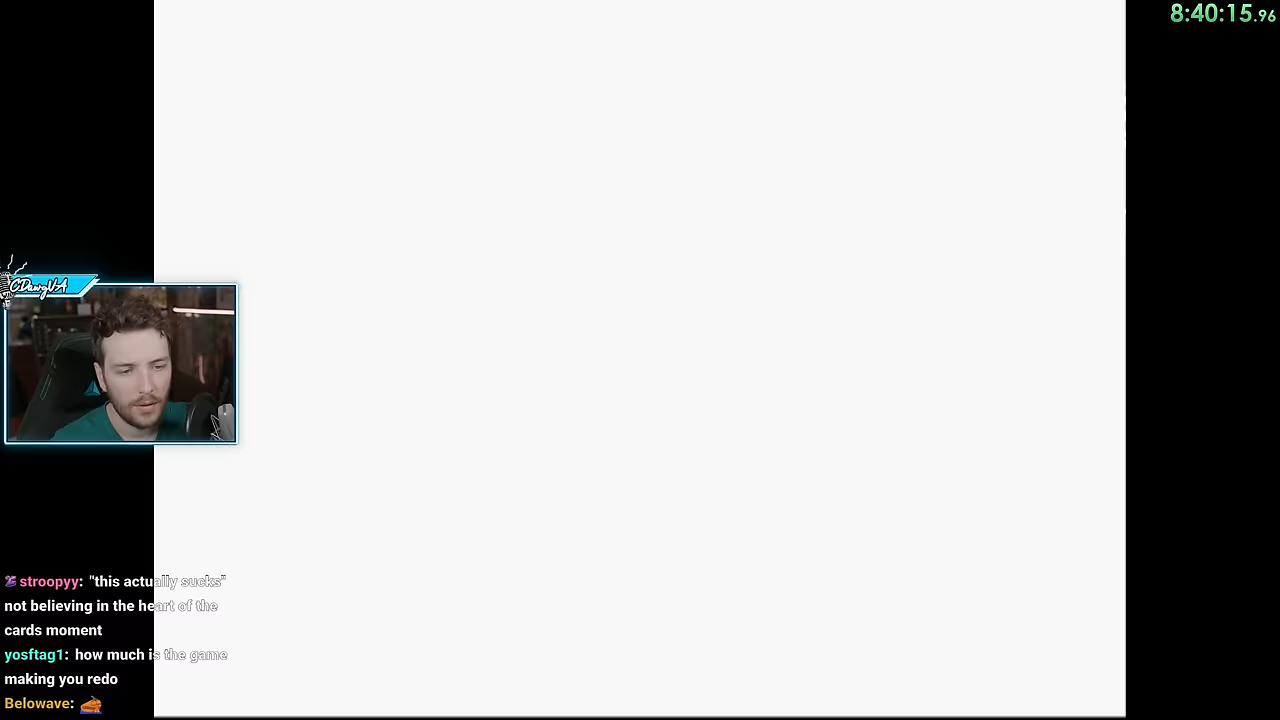 8:40:15.96
CDawgVA
stroopyy: "this actually sucks"
not believing in the heart of the
cards moment
yosftag1: how much is the game
making you redo
Belowave: